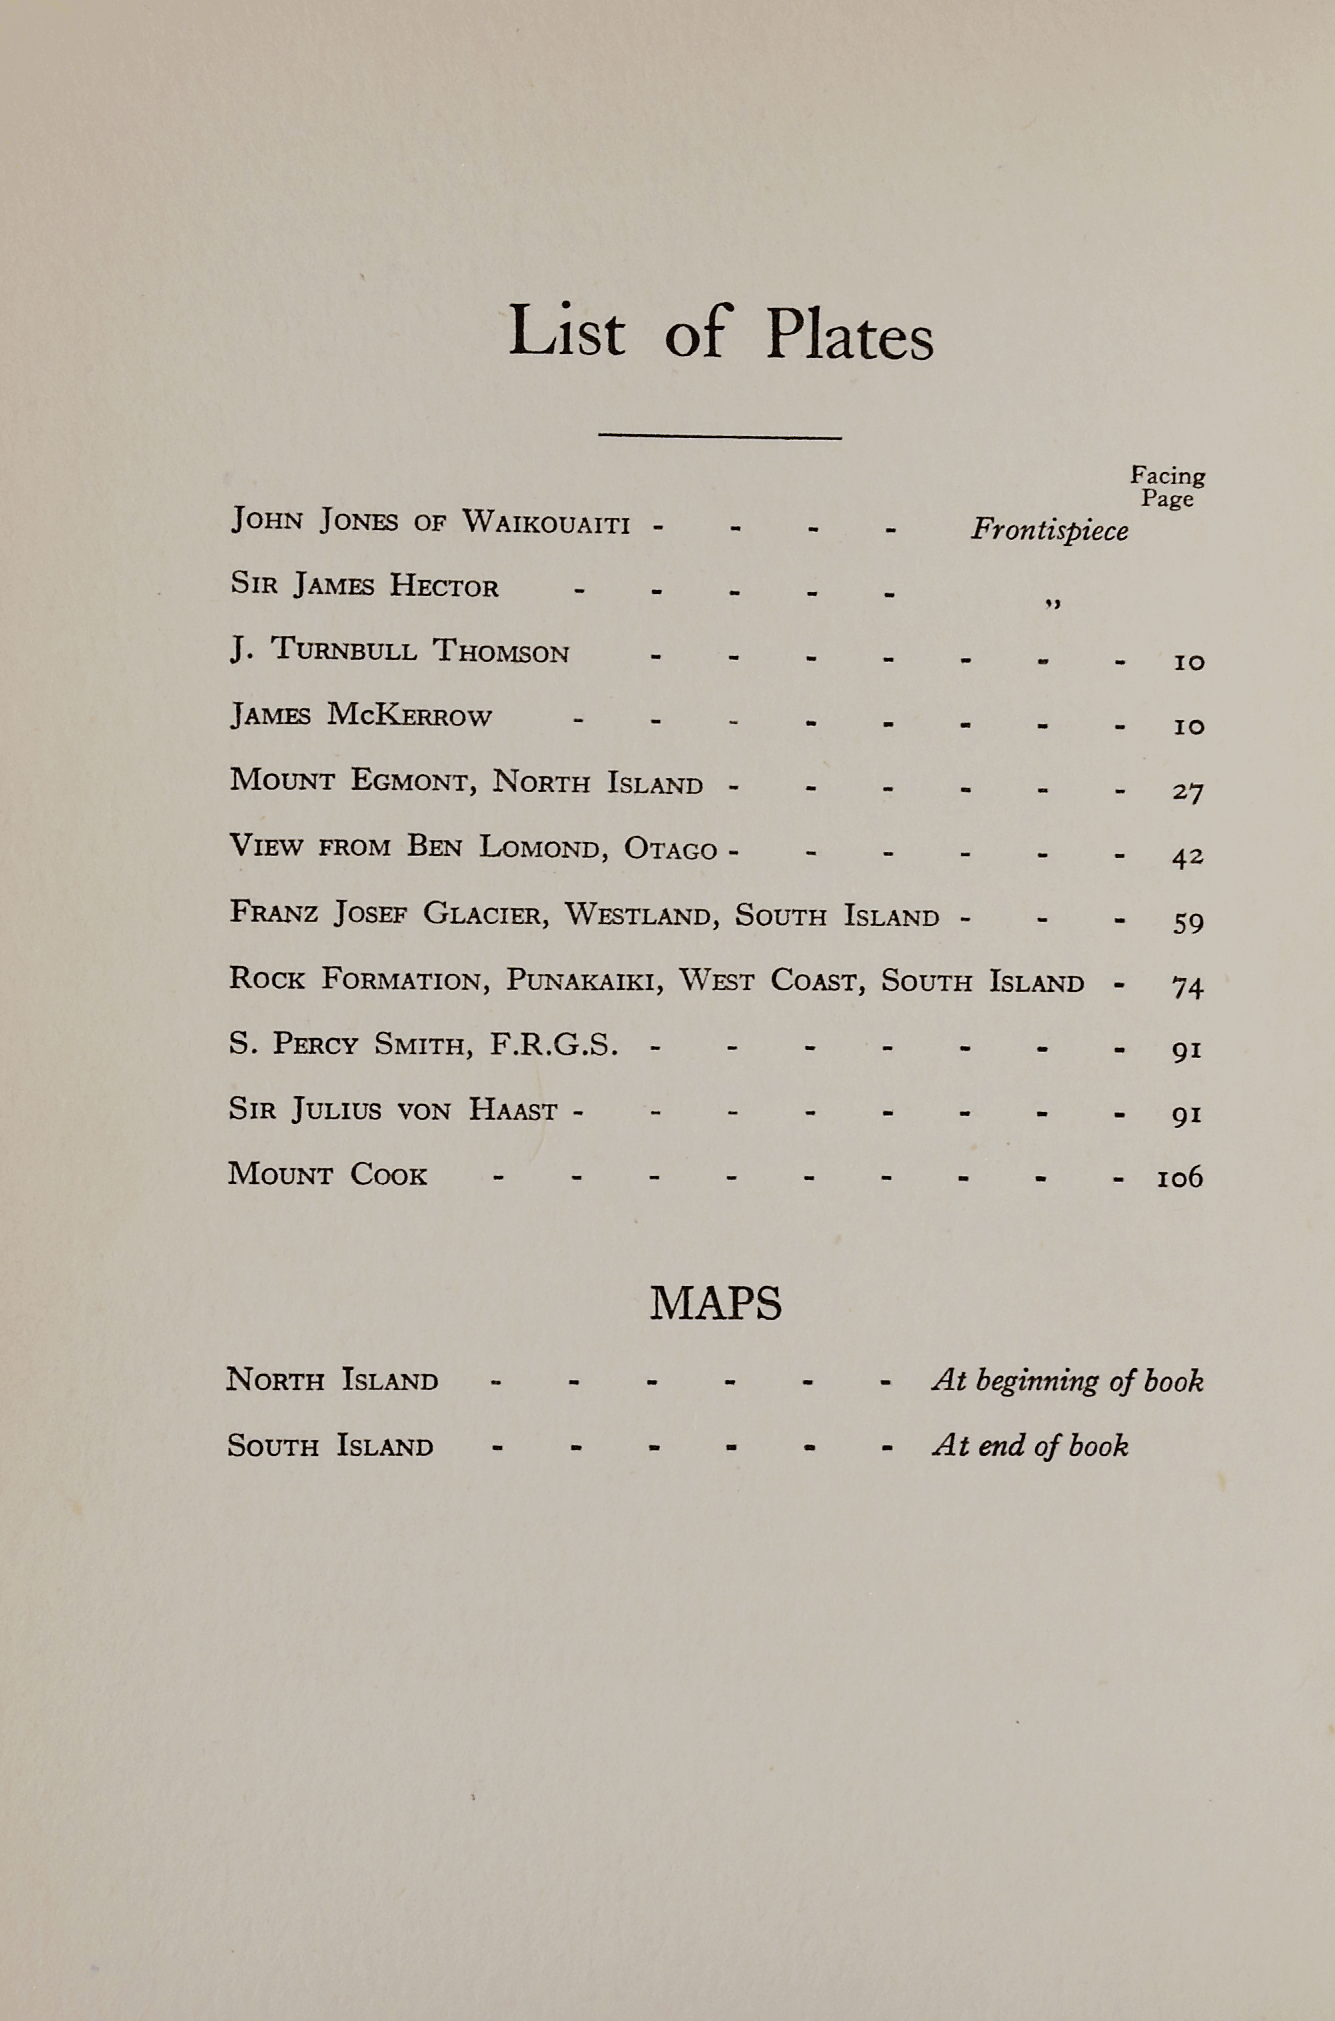 List of Plates
Facing
Page
John Jones of Waikouaiti - - - - Frontispiece
Sir James Hector - - - - - „
J. Turnbull Thomson - - - - - - - 10
James McKerrow - - - - - - - - 10
Mount Egmont, North Island - - - - - - 27
View from Ben Lomond, Otago - - - - - - 42
Franz Josef Glacier, Westland, South Island - - - 59
Rock Formation, Punakaiki, West Coast, South Island - 74
S. Percy Smith, F.R.G.S. - - - - - - - 91
Sir Julius von Haast - - - - - - - - 91
Mount Cook - - - - - - - - - 106
MAPS
North Island - - - - - - At beginning of book
South Island - - - - - - At end of book